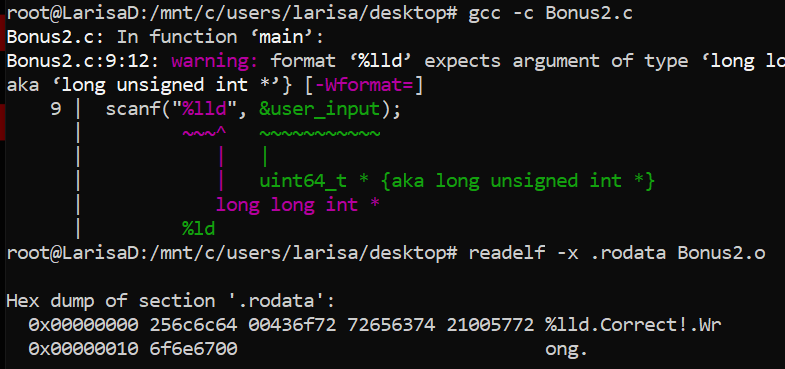 root@LarisaD:/mnt/c/users/larisa/desktop# gcc -c Bonus2.c
Bonus2.c: In function ‘main’:
Bonus2.c:9:12: warning: format ‘%lld’ expects argument of type ‘long lo
aka ‘long unsigned int *’} [-Wformat=]
    9 |  scanf("%lld", &user_input);
      |         ~~~^   ~~~~~~~~~~~
      |            |   |
      |            |   uint64_t * {aka long unsigned int *}
      |            long long int *
      |         %ld
root@LarisaD:/mnt/c/users/larisa/desktop# readelf -x .rodata Bonus2.o
Hex dump of section '.rodata':
  0x00000000 256c6c64 00436f72 72656374 21005772 %lld.Correct!.Wr
  0x00000010 6f6e6700                            ong.